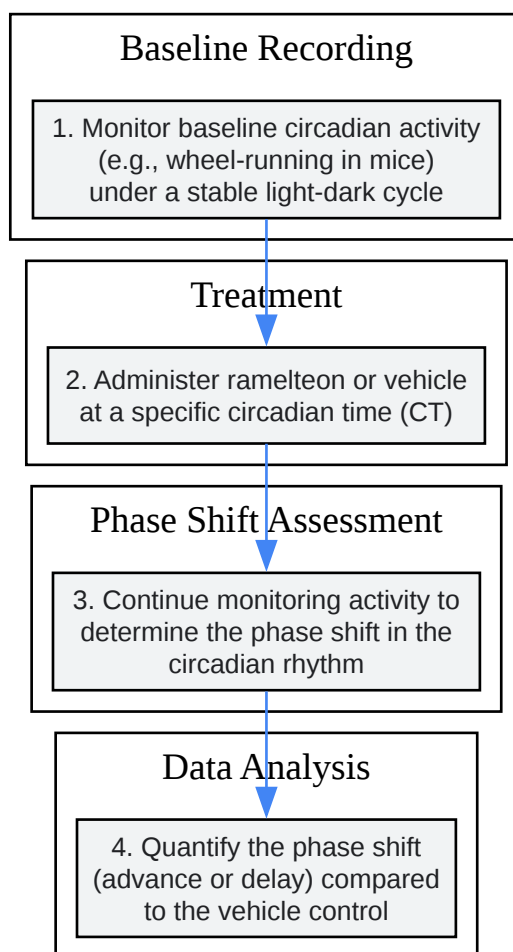 Baseline Recording
1. Monitor baseline circadian activity
(e.g., wheel-running in mice)
under a stable light-dark cycle
Treatment
2. Administer ramelteon or vehicle
at a specific circadian time (CT)
Phase Shift Assessment
3. Continue monitoring activity to
determine the phase shift in the
circadian rhythm
Data Analysis
4. Quantify the phase shift
(advance or delay) compared
to the vehicle control